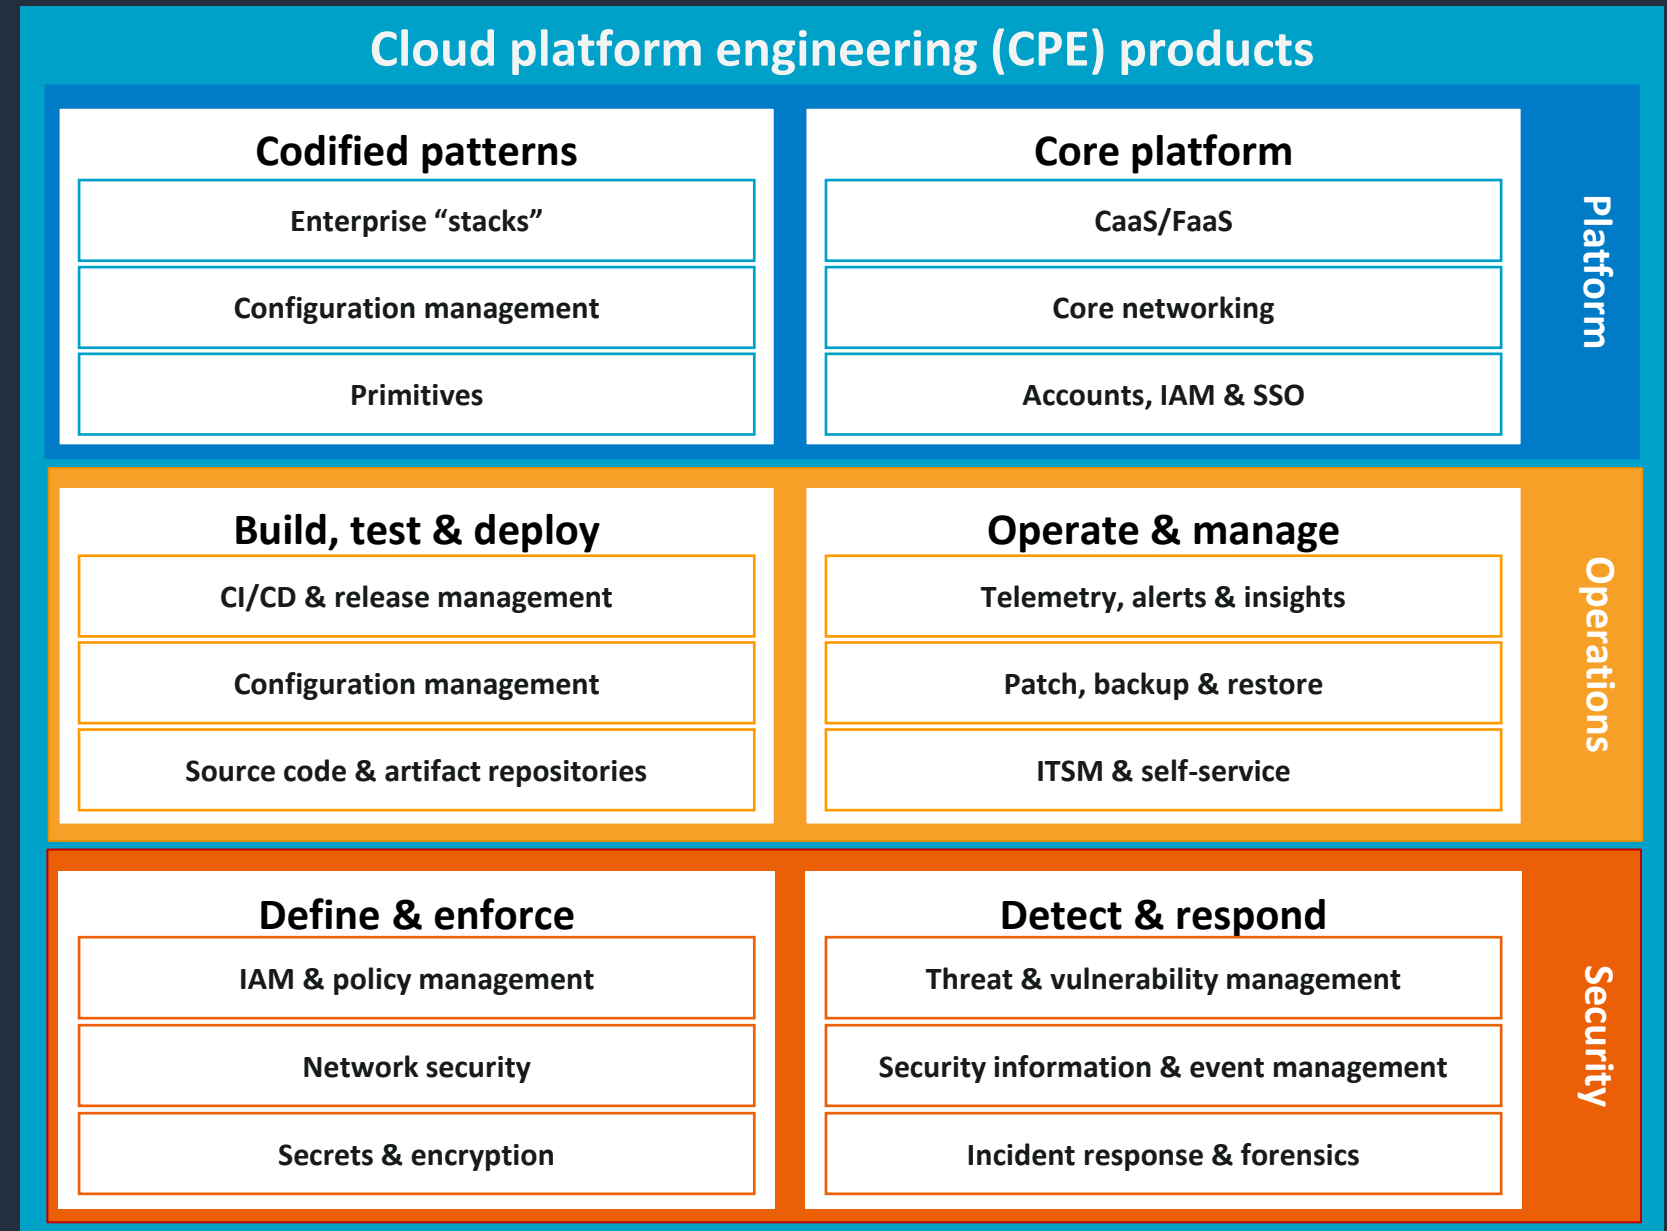 Cloud platform engineering (CPE) products
Codified patterns
Enterprise “stacks”
Configuration management
Primitives
Core platform
CaaS/FaaS
Core networking
Accounts, IAM & SSO
Platform
Build, test & deploy
CI/CD & release management
Configuration management
Source code & artifact repositories
Operate & manage
Telemetry, alerts & insights
Patch, backup & restore
ITSM & self-service
Operations
Define & enforce
IAM & policy management
Network security
Secrets & encryption
Detect & respond
Threat & vulnerability management
Security information & event management
Incident response & forensics
Security